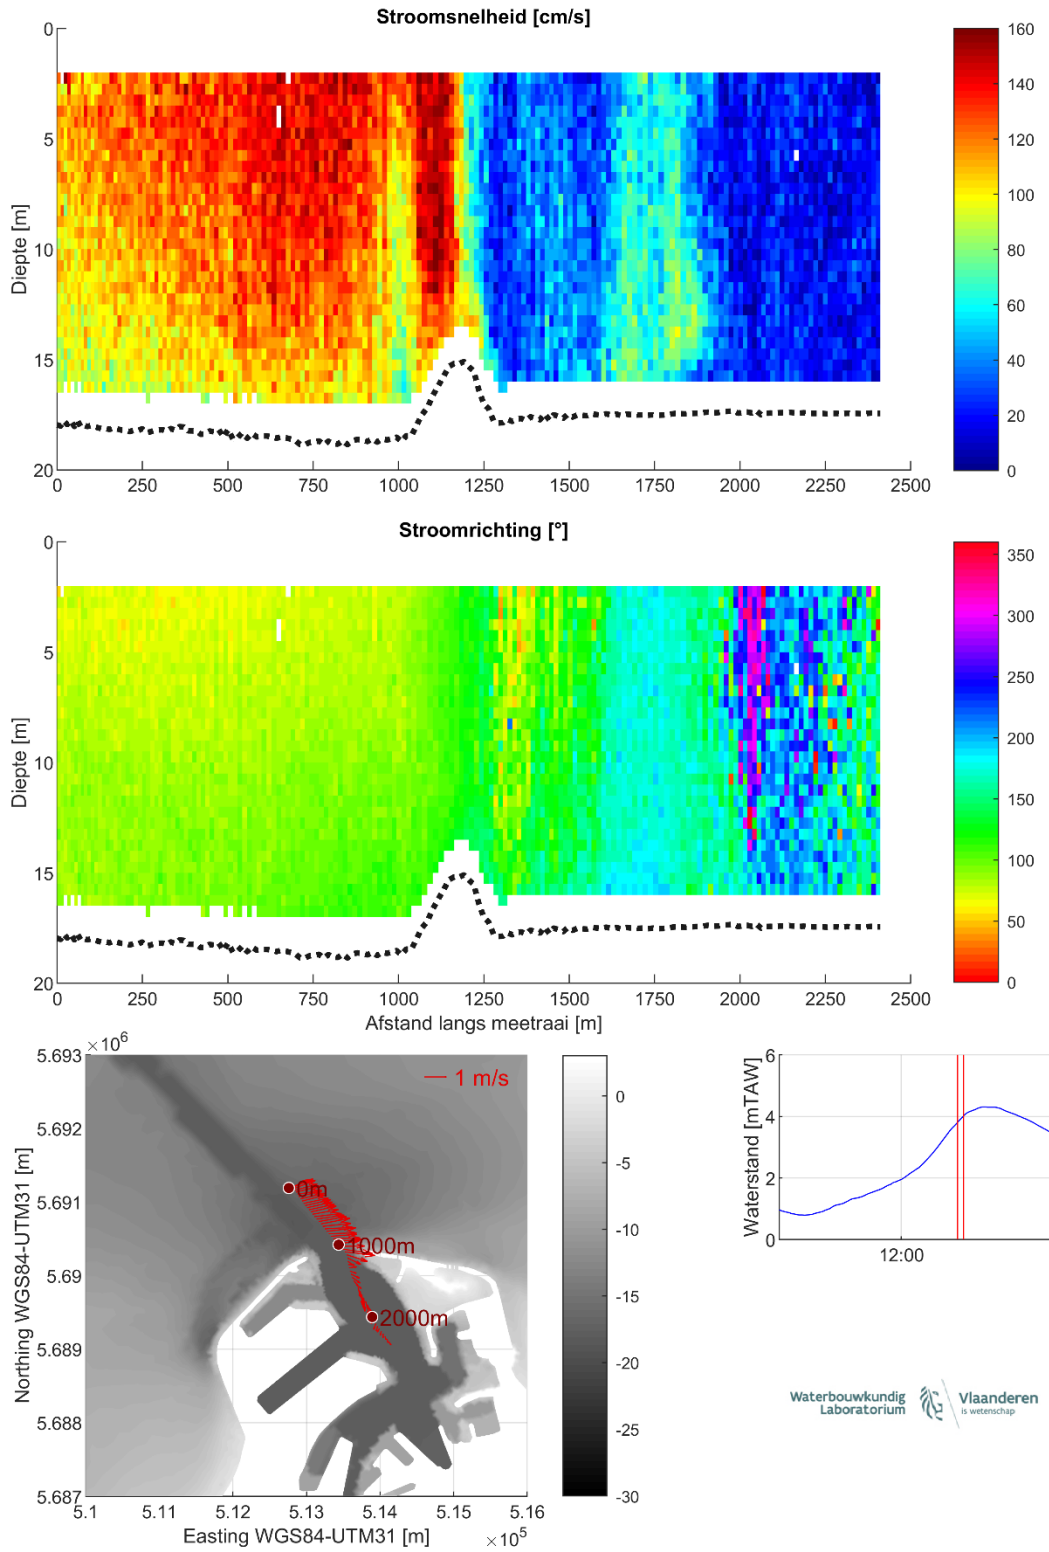 Stroomsnelheid [cm/s]
Diepte [m]
0
5
10
15
20
0 250 500 750 1000 1250 1500 1750 2000 2250 2500
160
140
120
100
80
60
40
20
0
Stroomrichting [°]
Diepte [m]
0
5
10
15
20
0 250 500 750 1000 1250 1500 1750 2000 2250 2500
Afstand langs meetraai [m]
350
300
250
200
150
100
50
0
×10⁶
Northing WGS84-UTM31 [m]
5.693
5.692
5.691
5.69
5.689
5.688
5.687
5.1 5.11 5.12 5.13 5.14 5.15 5.16
Easting WGS84-UTM31 [m]
×10⁵
1 m/s
0m
1000m
2000m
0
-5
-10
-15
-20
-25
-30
Waterstand [mTAW]
6
4
2
0
12:00
Waterbouwkundig
Laboratorium
Vlaanderen
is wetenschap